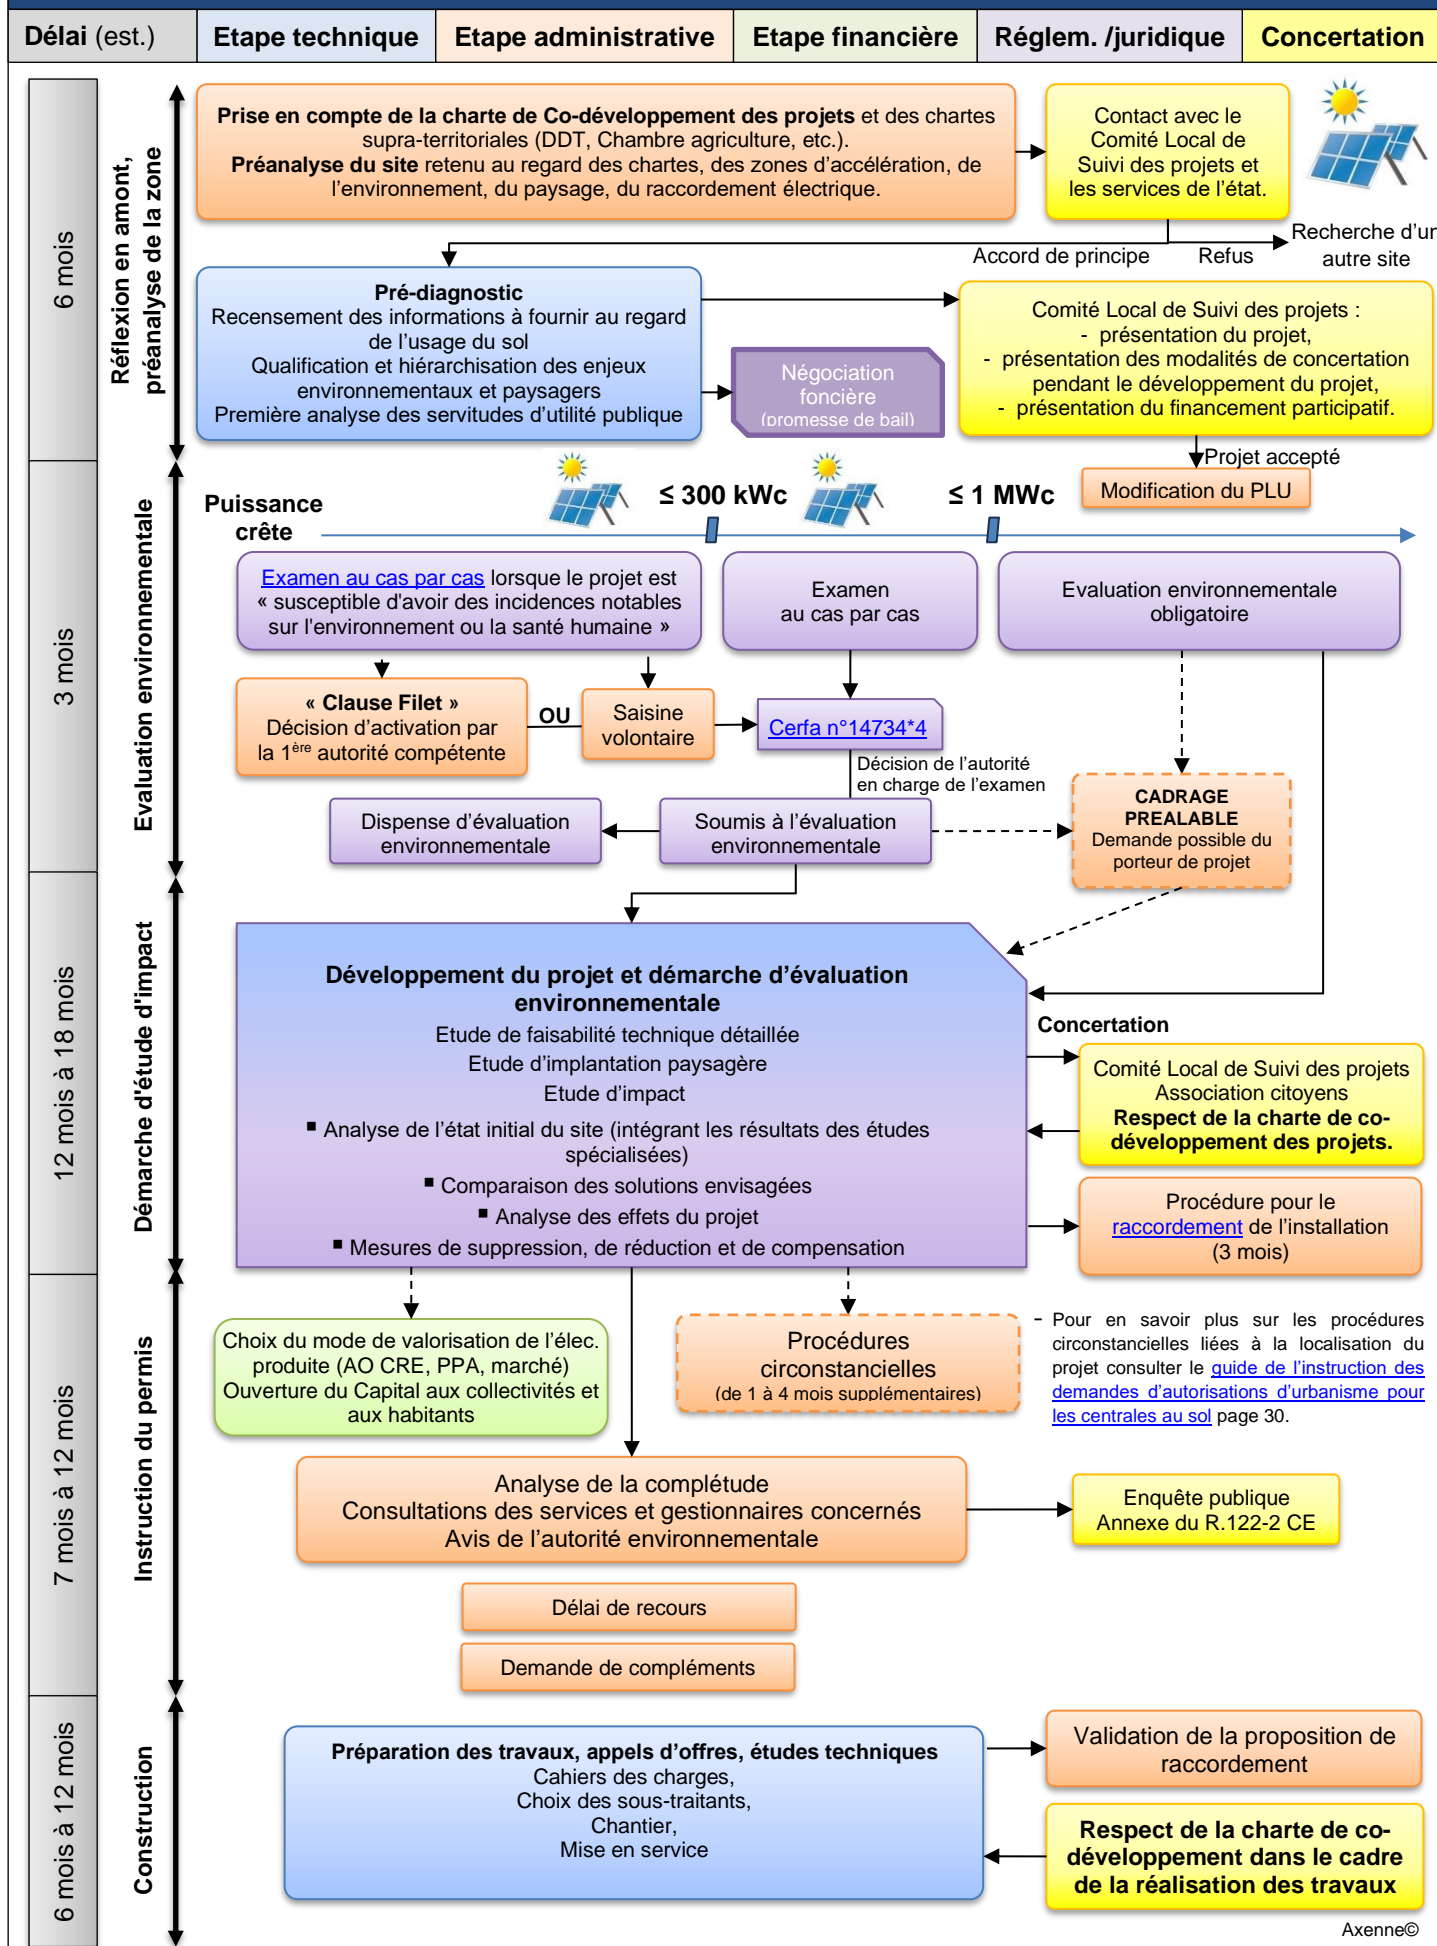 Délai (est.)
Etape technique
Etape administrative
Etape financière
Réglem. /juridique
Concertation
6 mois
Réflexion en amont,
préanalyse de la zone
Prise en compte de la charte de Co-développement des projets et des chartes
supra-territoriales (DDT, Chambre agriculture, etc.).
Préanalyse du site retenu au regard des chartes, des zones d'accélération, de
l'environnement, du paysage, du raccordement électrique.
Contact avec le
Comité Local de
Suivi des projets et
les services de l'état.
Accord de principe
Refus
Recherche d'un
autre site
Pré-diagnostic
Recensement des informations à fournir au regard
de l'usage du sol
Qualification et hiérarchisation des enjeux
environnementaux et paysagers
Première analyse des servitudes d'utilité publique
Négociation
foncière
(promesse de bail)
Comité Local de Suivi des projets :
- présentation du projet,
- présentation des modalités de concertation
pendant le développement du projet,
- présentation du financement participatif.
Projet accepté
Modification du PLU
3 mois
Evaluation environnementale
Puissance
crête
≤ 300 kWc
≤ 1 MWc
Examen au cas par cas lorsque le projet est
« susceptible d'avoir des incidences notables
sur l'environnement ou la santé humaine »
Examen
au cas par cas
Evaluation environnementale
obligatoire
« Clause Filet »
Décision d'activation par
la 1ère autorité compétente
OU
Saisine
volontaire
Cerfa n°14734*4
Décision de l'autorité
en charge de l'examen
Dispense d'évaluation
environnementale
Soumis à l'évaluation
environnementale
CADRAGE
PREALABLE
Demande possible du
porteur de projet
12 mois à 18 mois
Démarche d'étude d'impact
Développement du projet et démarche d'évaluation
environnementale
Etude de faisabilité technique détaillée
Etude d'implantation paysagère
Etude d'impact
▪ Analyse de l'état initial du site (intégrant les résultats des études
spécialisées)
▪ Comparaison des solutions envisagées
▪ Analyse des effets du projet
▪ Mesures de suppression, de réduction et de compensation
Concertation
Comité Local de Suivi des projets
Association citoyens
Respect de la charte de co-
développement des projets.
Procédure pour le
raccordement de l'installation
(3 mois)
7 mois à 12 mois
Instruction du permis
Choix du mode de valorisation de l'élec.
produite (AO CRE, PPA, marché)
Ouverture du Capital aux collectivités et
aux habitants
Procédures
circonstancielles
(de 1 à 4 mois supplémentaires)
- Pour en savoir plus sur les procédures
circonstancielles liées à la localisation du
projet consulter le guide de l'instruction des
demandes d'autorisations d'urbanisme pour
les centrales au sol page 30.
Analyse de la complétude
Consultations des services et gestionnaires concernés
Avis de l'autorité environnementale
Enquête publique
Annexe du R.122-2 CE
Délai de recours
Demande de compléments
6 mois à 12 mois
Construction
Préparation des travaux, appels d'offres, études techniques
Cahiers des charges,
Choix des sous-traitants,
Chantier,
Mise en service
Validation de la proposition de
raccordement
Respect de la charte de co-
développement dans le cadre
de la réalisation des travaux
Axenne©